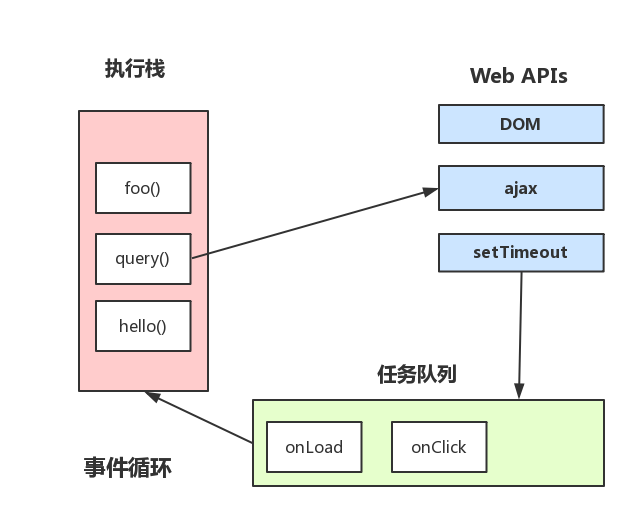 执行栈
foo()
query()
hello()
Web APIs
DOM
ajax
setTimeout
任务队列
onLoad
onClick
事件循环